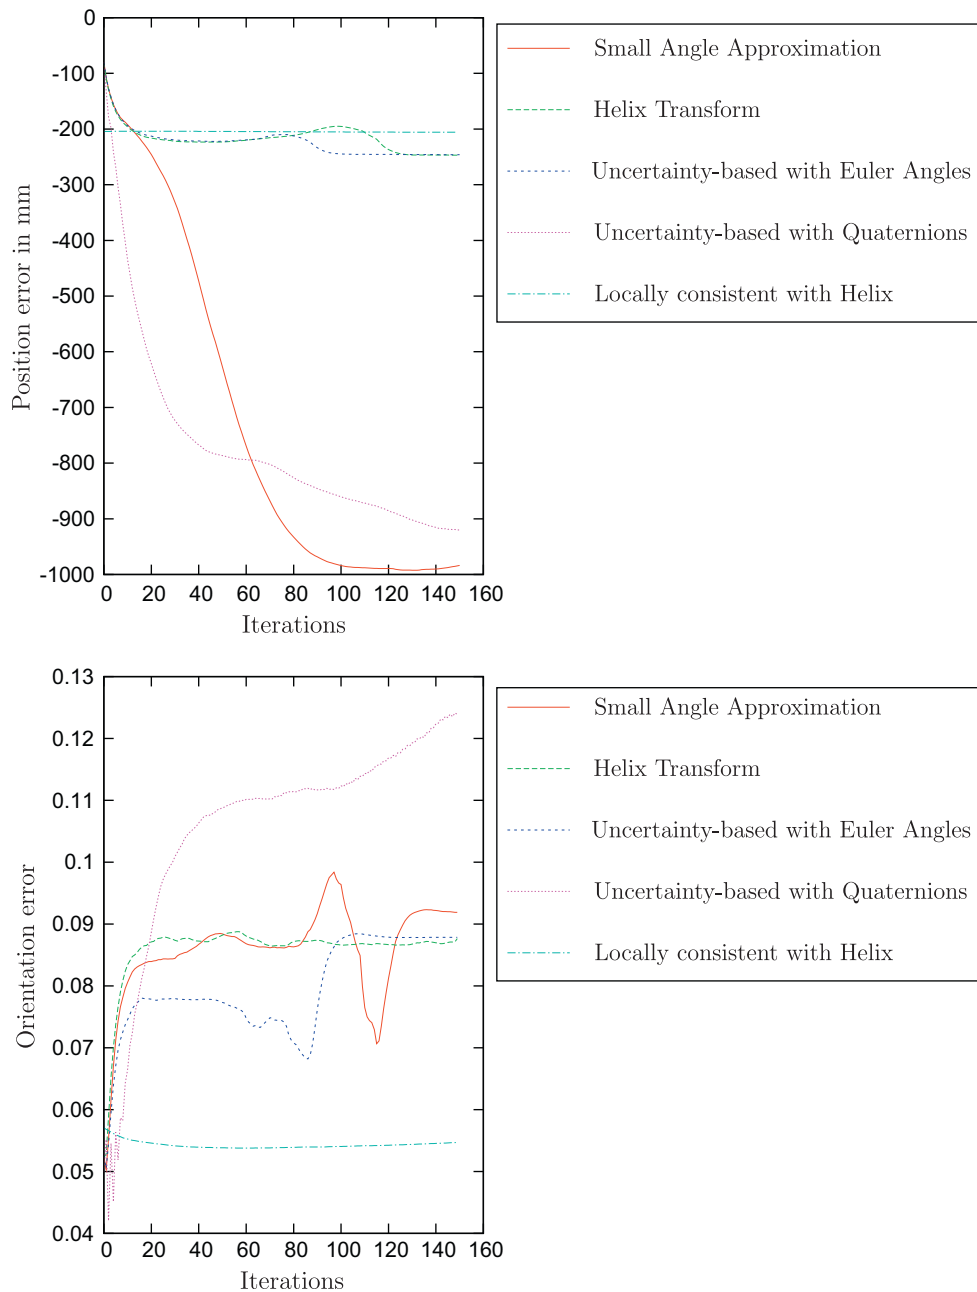 0
-100
-200
-300
-400
-500
-600
-700
-800
-900
-1000
Position error in mm
0 20 40 60 80 100 120 140 160
Iterations
Small Angle Approximation
Helix Transform
Uncertainty-based with Euler Angles
Uncertainty-based with Quaternions
Locally consistent with Helix
0.13
0.12
0.11
0.1
0.09
0.08
0.07
0.06
0.05
0.04
Orientation error
0 20 40 60 80 100 120 140 160
Iterations
Small Angle Approximation
Helix Transform
Uncertainty-based with Euler Angles
Uncertainty-based with Quaternions
Locally consistent with Helix